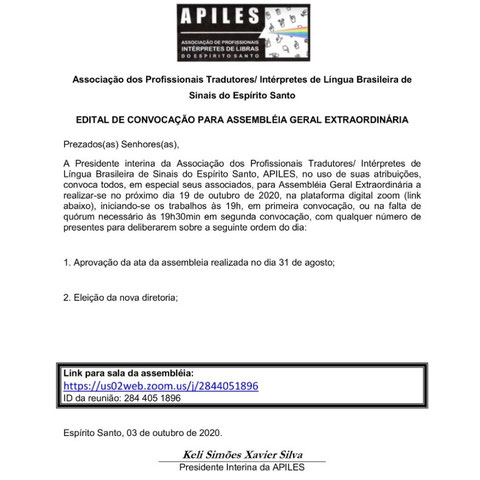 APILES
ASSOCIAÇÃO DE PROFISSIONAIS
INTÉRPRETES DE LIBRAS
DO ESPÍRITO SANTO
Associação dos Profissionais Tradutores/ Intérpretes de Língua Brasileira de
Sinais do Espírito Santo
EDITAL DE CONVOCAÇÃO PARA ASSEMBLÉIA GERAL EXTRAORDINÁRIA
Prezados(as) Senhores(as),
A Presidente interina da Associação dos Profissionais Tradutores/ Intérpretes de
Língua Brasileira de Sinais do Espírito Santo, APILES, no uso de suas atribuições,
convoca todos, em especial seus associados, para Assembléia Geral Extraordinária a
realizar-se no próximo dia 19 de outubro de 2020, na plataforma digital zoom (link
abaixo), iniciando-se os trabalhos às 19h, em primeira convocação, ou na falta de
quórum necessário às 19h30min em segunda convocação, com qualquer número de
presentes para deliberarem sobre a seguinte ordem do dia:
1. Aprovação da ata da assembleia realizada no dia 31 de agosto;
2. Eleição da nova diretoria;
Link para sala da assembléia:
https://us02web.zoom.us/j/2844051896
ID da reunião: 284 405 1896
Espírito Santo, 03 de outubro de 2020.
Keli Simões Xavier Silva
Presidente Interina da APILES